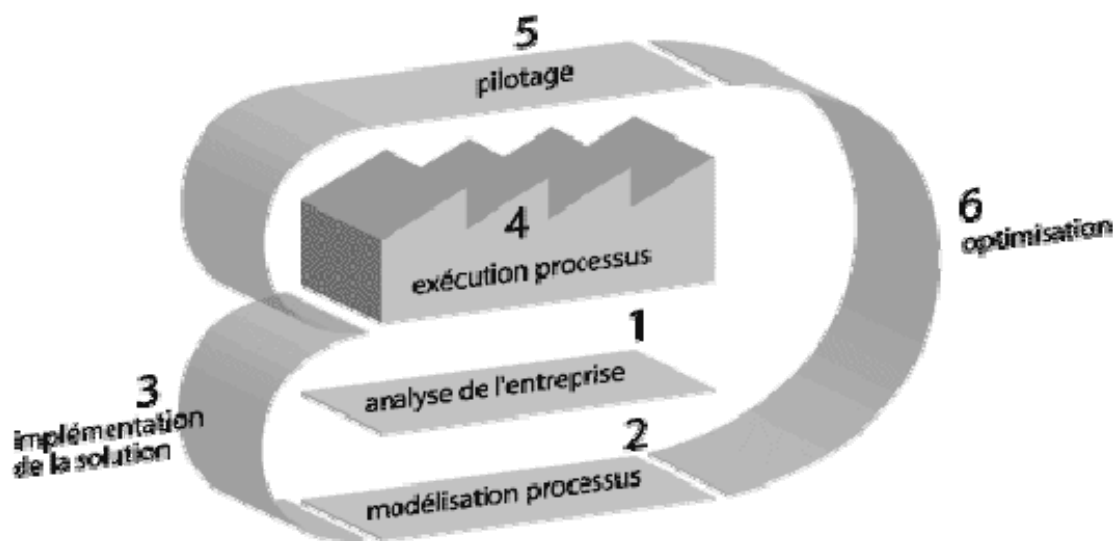 5
pilotage
4
exécution processus
6
optimisation
1
analyse de l'entreprise
3
implémentation
de la solution
2
modélisation processus